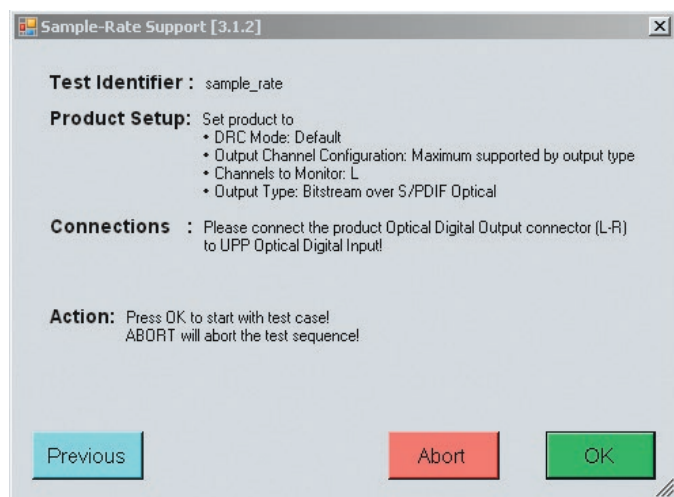 Sample-Rate Support [3.1.2]
Test Identifier : sample_rate
Product Setup: Set product to
• DRC Mode: Default
• Output Channel Configuration: Maximum supported by output type
• Channels to Monitor: L
• Output Type: Bitstream over S/PDIF Optical
Connections : Please connect the product Optical Digital Output connector (L-R)
to UPP Optical Digital Input!
Action: Press OK to start with test case!
ABORT will abort the test sequence!
Previous Abort OK